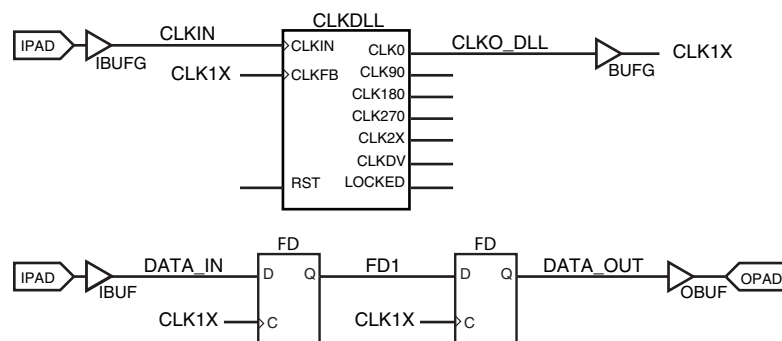 CLKDLL
IPAD
IBUFG
CLKIN
CLKIN
CLK0
CLKO_DLL
BUFG
CLK1X
CLK1X
CLKFB
CLK90
CLK180
CLK270
CLK2X
CLKDV
RST
LOCKED
FD
FD
IPAD
IBUF
DATA_IN
D
Q
FD1
D
Q
DATA_OUT
OBUF
OPAD
CLK1X
C
CLK1X
C